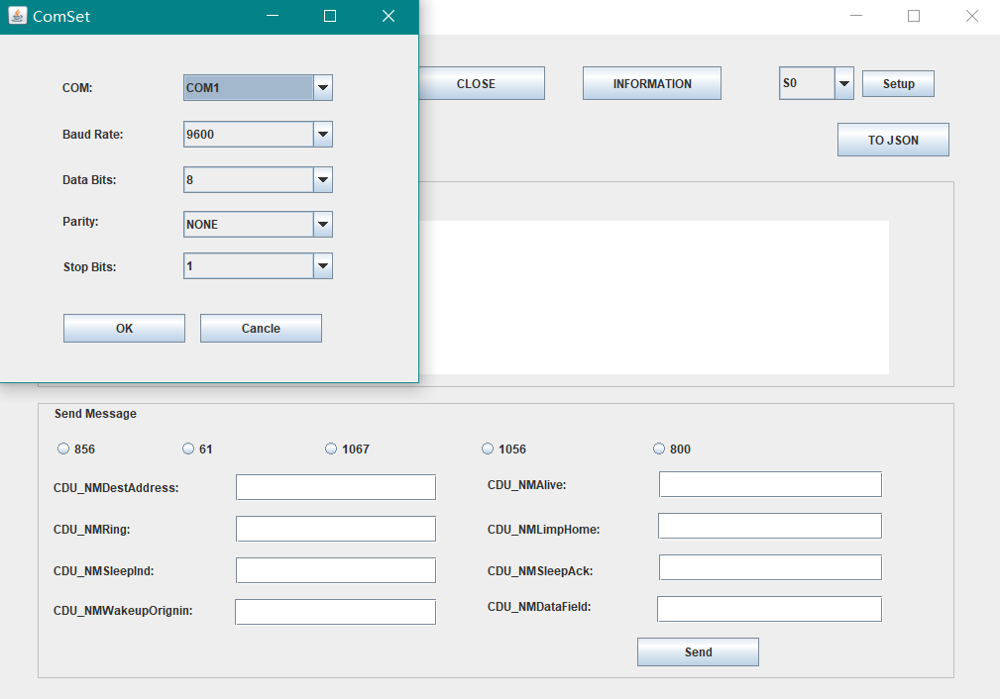 ComSet
COM: COM1
Baud Rate: 9600
Data Bits: 8
Parity: NONE
Stop Bits: 1
OK Cancle
CLOSE INFORMATION S0 Setup
TO JSON
Send Message
856 61 1067 1056 800
CDU_NMDestAddress: CDU_NMAlive:
CDU_NMRing: CDU_NMLimpHome:
CDU_NMSleepInd: CDU_NMSleepAck:
CDU_NMWakeupOrignin: CDU_NMDataField:
Send